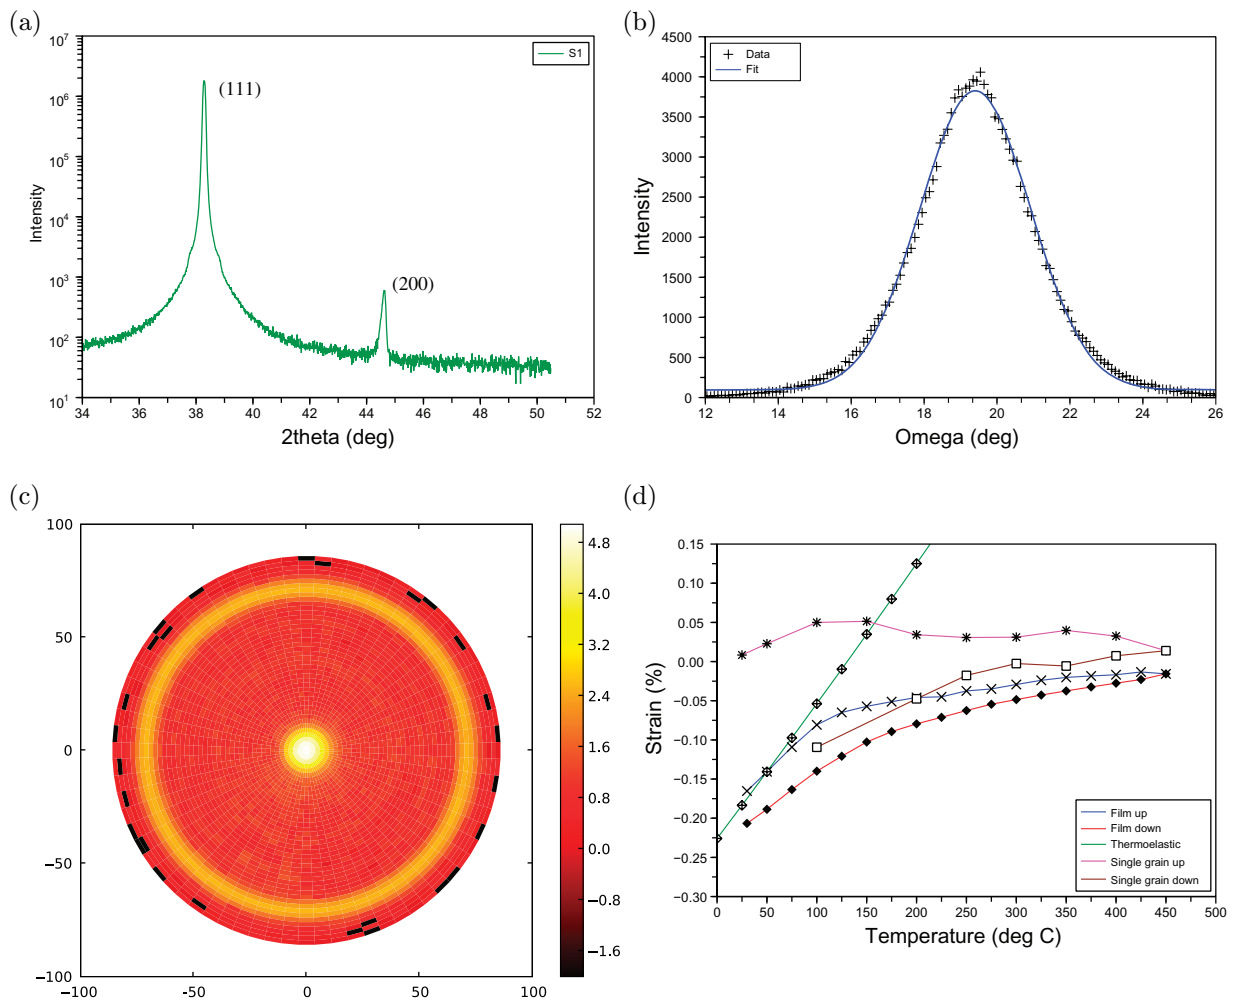 (a)
10^7
10^6
10^5
10^4
10^3
10^2
10^1
Intensity
S1
(111)
(200)
34 36 38 40 42 44 46 48 50 52
2theta (deg)
(b)
4500
4000
3500
3000
2500
2000
1500
1000
500
0
Intensity
Data
Fit
12 14 16 18 20 22 24 26
Omega (deg)
(c)
100
50
0
−50
−100
−100 -50 0 50 100
4.8
4.0
3.2
2.4
1.6
0.8
0.0
−0.8
−1.6
(d)
0.15
0.10
0.05
0.00
−0.05
−0.10
−0.15
−0.20
−0.25
−0.30
Strain (%)
Film up
Film down
Thermoelastic
Single grain up
Single grain down
0 50 100 150 200 250 300 350 400 450 500
Temperature (deg C)